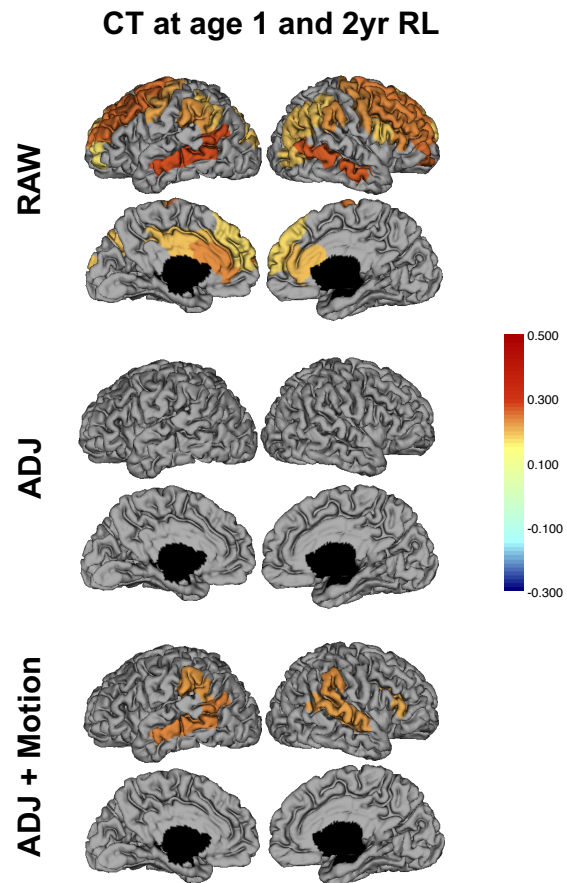 CT at age 1 and 2yr RL
RAW
ADJ
ADJ + Motion
0.500
0.300
0.100
-0.100
-0.300